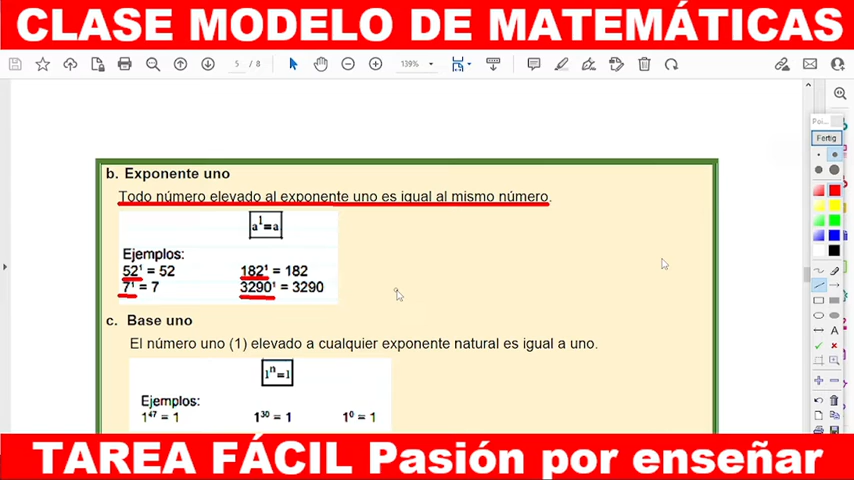 CLASE MODELO DE MATEMÁTICAS
5 / 8
139%
Poi...
Fertig
b. Exponente uno
Todo número elevado al exponente uno es igual al mismo número.
a¹=a
Ejemplos:
52¹ = 52 182¹ = 182
7¹ = 7 3290¹ = 3290
c. Base uno
El número uno (1) elevado a cualquier exponente natural es igual a uno.
1ⁿ=1
Ejemplos:
1⁴⁷ = 1 1³⁰ = 1 1⁰ = 1
TAREA FÁCIL Pasión por enseñar